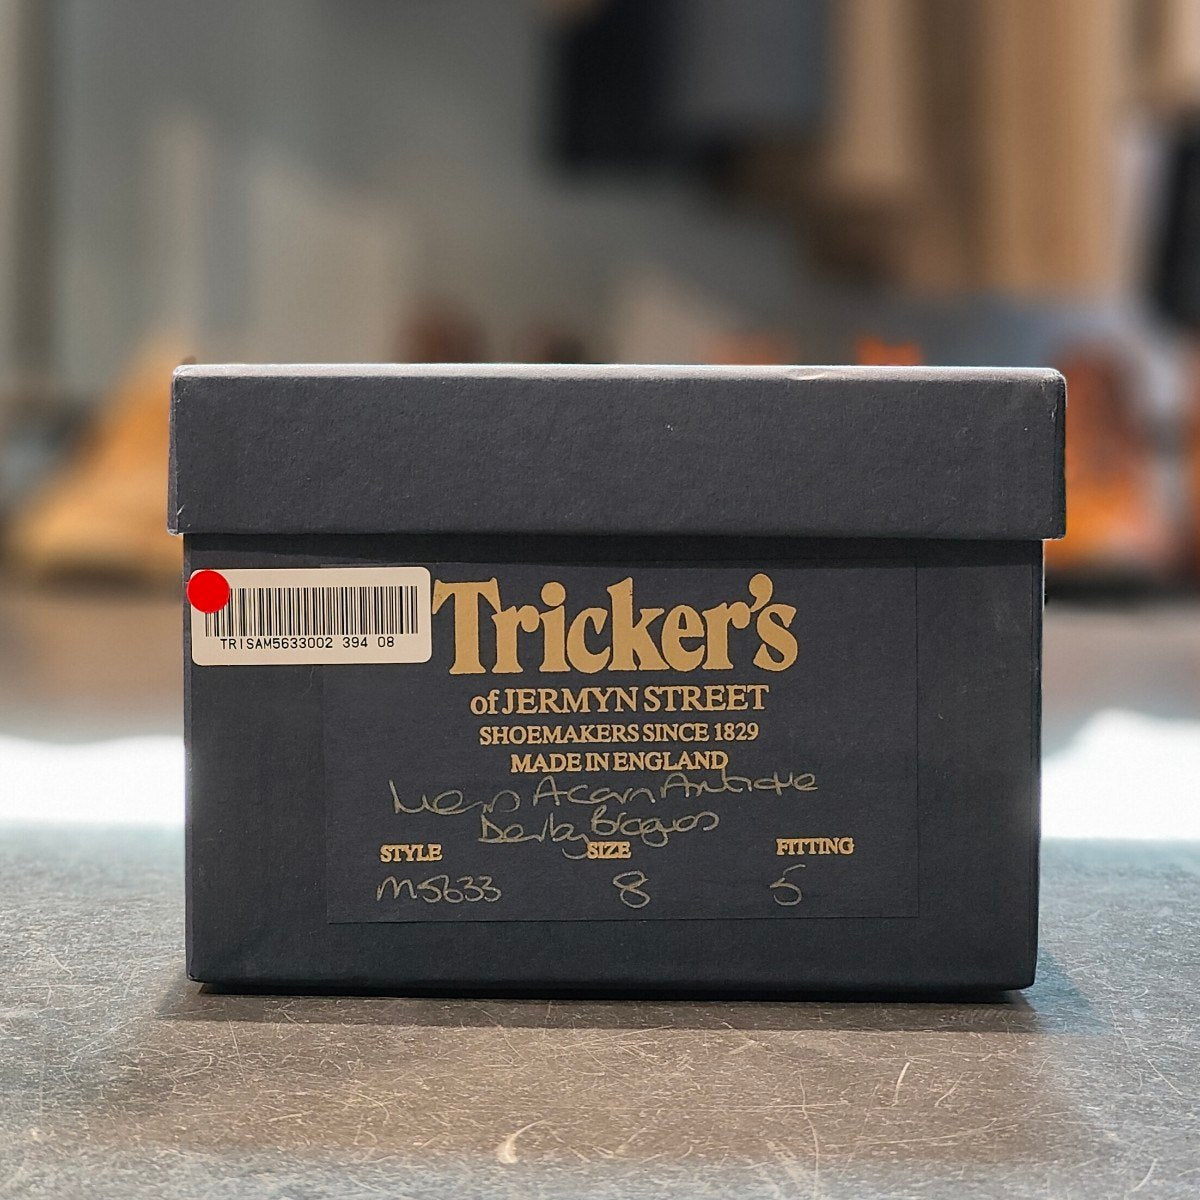 TRISAM5633002 394 08
Tricker's
of JERMYN STREET
SHOEMAKERS SINCE 1829
MADE IN ENGLAND
Mens Acorn Antique
Derby Brogues
STYLE SIZE FITTING
M5633 8 5